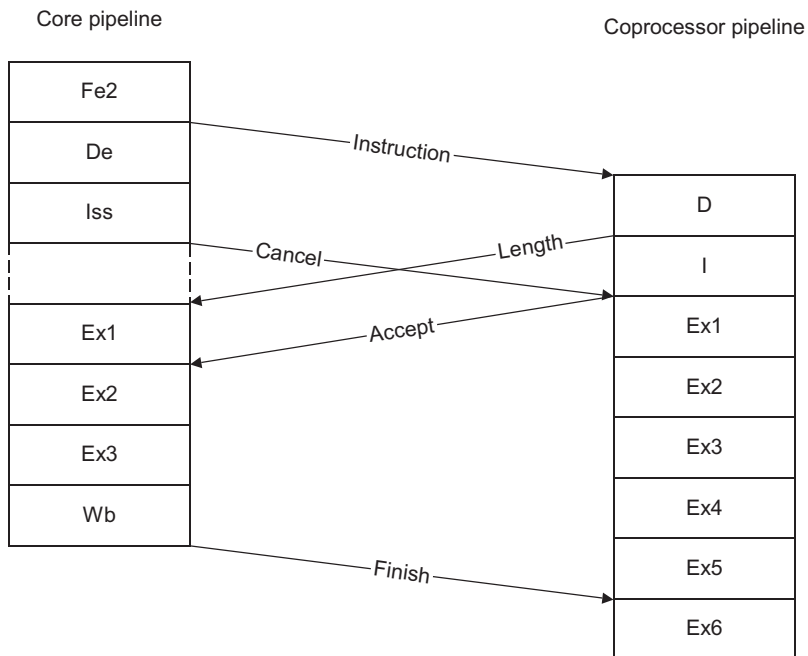 Core pipeline
Coprocessor pipeline
Fe2
De
Iss
Ex1
Ex2
Ex3
Wb
Instruction
Cancel
Length
Accept
Finish
D
I
Ex1
Ex2
Ex3
Ex4
Ex5
Ex6